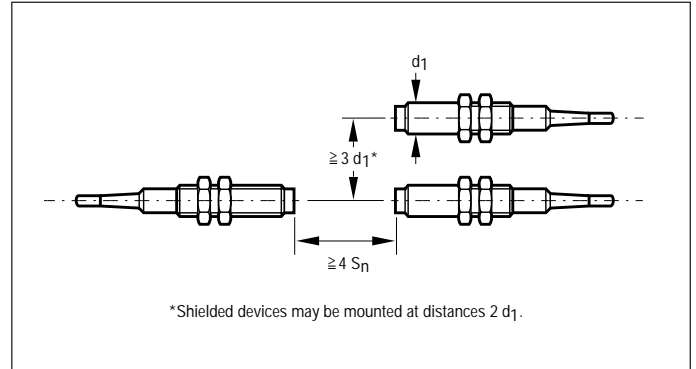 d1
≧3 d1*
≧4 Sn
*Shielded devices may be mounted at distances 2 d1.